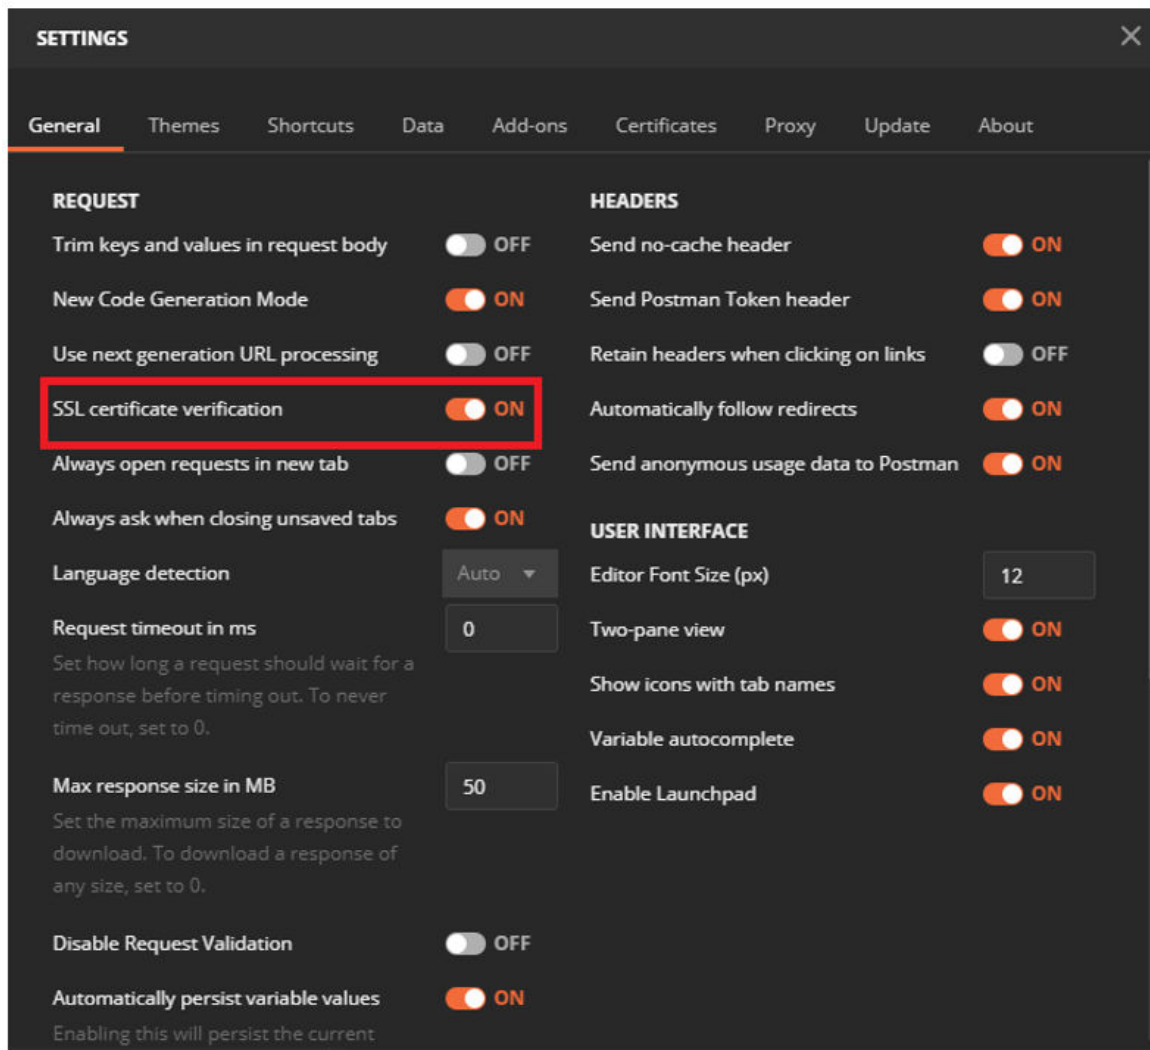 SETTINGS
General Themes Shortcuts Data Add-ons Certificates Proxy Update About
REQUEST
Trim keys and values in request body OFF
New Code Generation Mode ON
Use next generation URL processing OFF
SSL certificate verification ON
Always open requests in new tab OFF
Always ask when closing unsaved tabs ON
Language detection Auto
Request timeout in ms 0
Set how long a request should wait for a
response before timing out. To never
time out, set to 0.
Max response size in MB 50
Set the maximum size of a response to
download. To download a response of
any size, set to 0.
Disable Request Validation OFF
Automatically persist variable values ON
Enabling this will persist the current
HEADERS
Send no-cache header ON
Send Postman Token header ON
Retain headers when clicking on links OFF
Automatically follow redirects ON
Send anonymous usage data to Postman ON
USER INTERFACE
Editor Font Size (px) 12
Two-pane view ON
Show icons with tab names ON
Variable autocomplete ON
Enable Launchpad ON